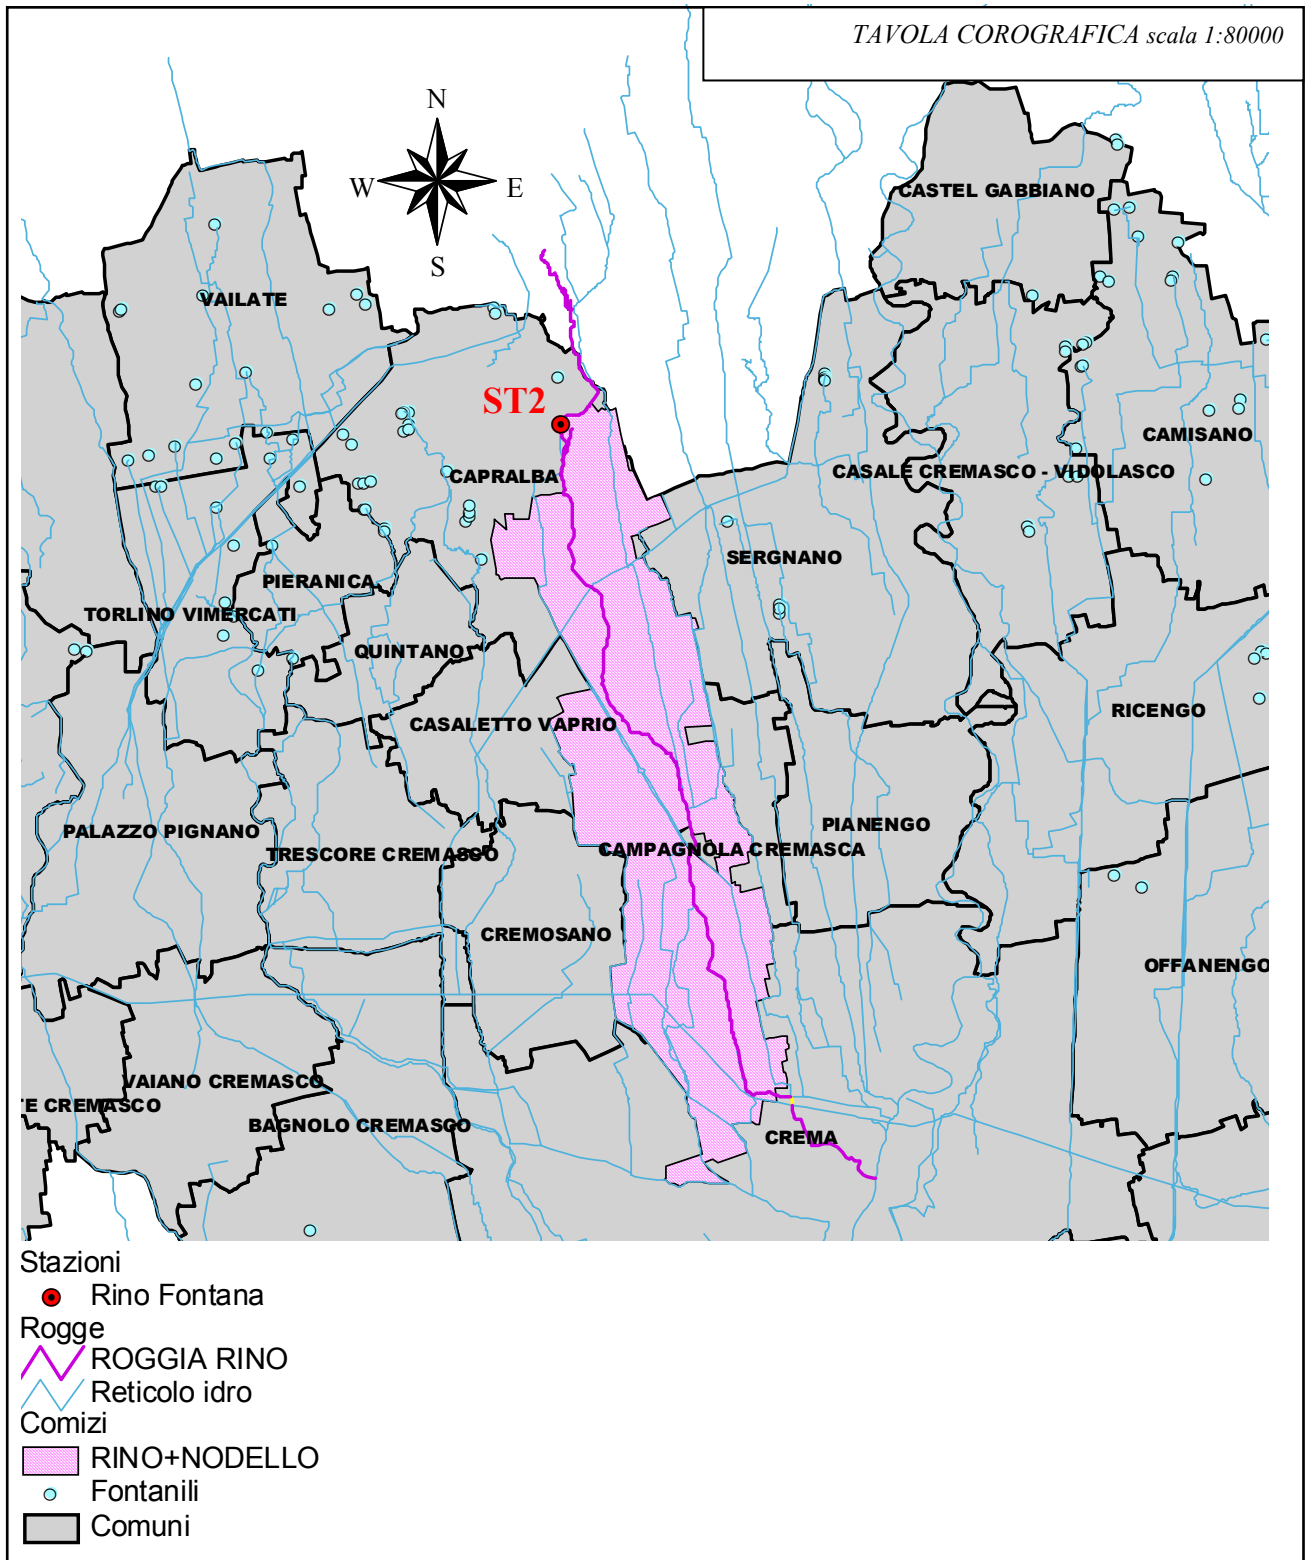 TAVOLA COROGRAFICA scala 1:80000
N
W
E
S
CASTEL GABBIANO
VAILATE
ST2
CAMISANO
CAPRALBA
CASALE CREMASCO - VIDOLASCO
SERGNANO
PIERANICA
TORLINO VIMERCATI
QUINTANO
RICENGO
CASALETTO VAPRIO
PALAZZO PIGNANO
PIANENGO
TRESCORE CREMASCO
CAMPAGNOLA CREMASCA
CREMOSANO
OFFANENGO
VAIANO CREMASCO
TE CREMASCO
BAGNOLO CREMASCO
CREMA
Stazioni
Rino Fontana
Rogge
ROGGIA RINO
Reticolo idro
Comizi
RINO+NODELLO
Fontanili
Comuni